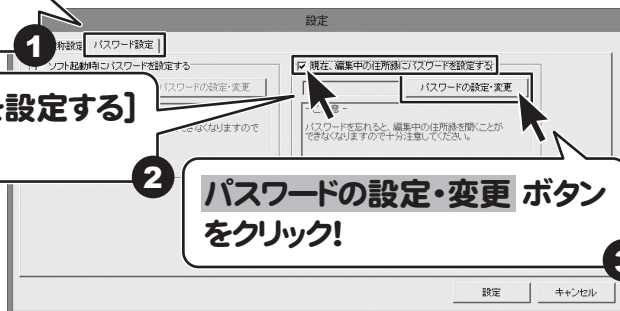 設定
1
称設定
パスワード設定
ソフト起動時にパスワードを設定する
パスワードの設定・変更
現在、編集中の住所録にパスワードを設定する
パスワードの設定・変更
を設定する]
できなくなりますので
パスワードを忘れると、編集中の住所録を開くことが
できなくなりますので十分注意してください。
2
パスワードの設定・変更 ボタン
をクリック!
設定
キャンセル